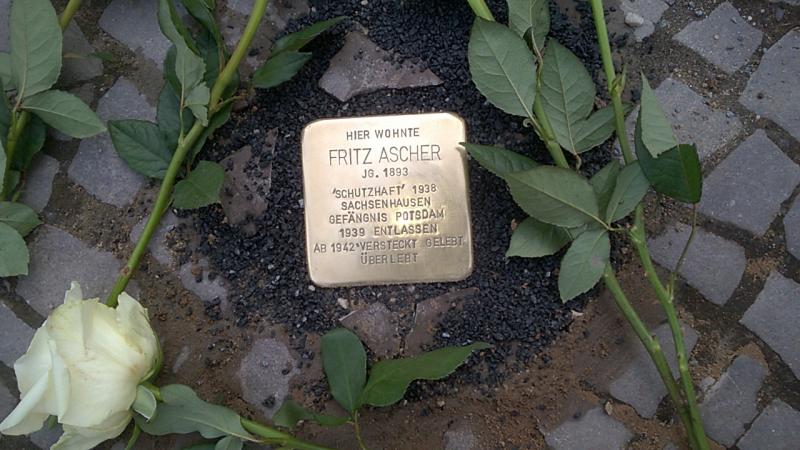 HIER WOHNTE
FRITZ ASCHER
JG. 1893
'SCHUTZHAFT' 1938
SACHSENHAUSEN
GEFÄNGNIS POTSDAM
1939 ENTLASSEN
AB 1942 VERSTECKT GELEBT
ÜBERLEBT